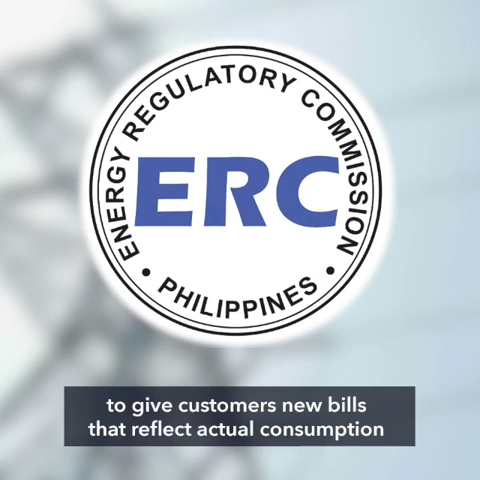 ENERGY REGULATORY COMMISSION
ERC
• PHILIPPINES •
to give customers new bills
that reflect actual consumption